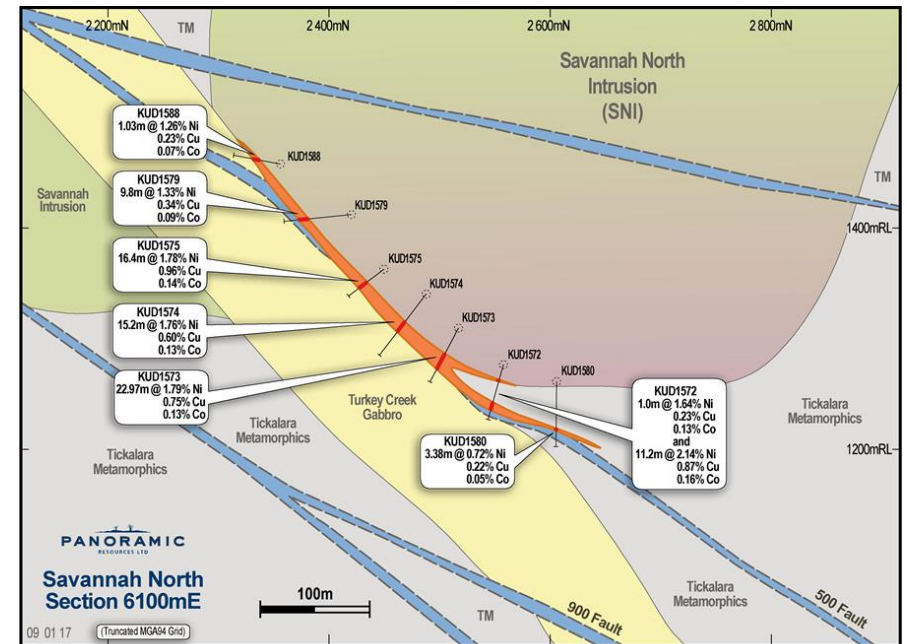 2 200mN
2 400mN
2 600mN
2 800mN
TM
Savannah North
Intrusion
(SNI)
KUD1588
1.03m @ 1.26% Ni
0.23% Cu
0.07% Co
KUD1588
KUD1579
9.8m @ 1.33% Ni
0.34% Cu
0.09% Co
KUD1579
TM
Savannah
Intrusion
1400mRL
KUD1575
16.4m @ 1.78% Ni
0.96% Cu
0.14% Co
KUD1575
KUD1574
KUD1574
15.2m @ 1.76% Ni
0.60% Cu
0.13% Co
KUD1573
KUD1572
KUD1580
KUD1573
22.97m @ 1.79% Ni
0.75% Cu
0.13% Co
KUD1572
1.0m @ 1.64% Ni
0.23% Cu
0.13% Co
and
11.2m @ 2.14% Ni
0.87% Cu
0.16% Co
Turkey Creek
Gabbro
Tickalara
Metamorphics
Tickalara
Metamorphics
Tickalara
Metamorphics
KUD1580
3.38m @ 0.72% Ni
0.22% Cu
0.05% Co
1200mRL
PANORAMIC
RESOURCES LTD
Savannah North
Section 6100mE
100m
Tickalara
Metamorphics
TM
900 Fault
500 Fault
09 01 17
(Truncated MGA94 Grid)